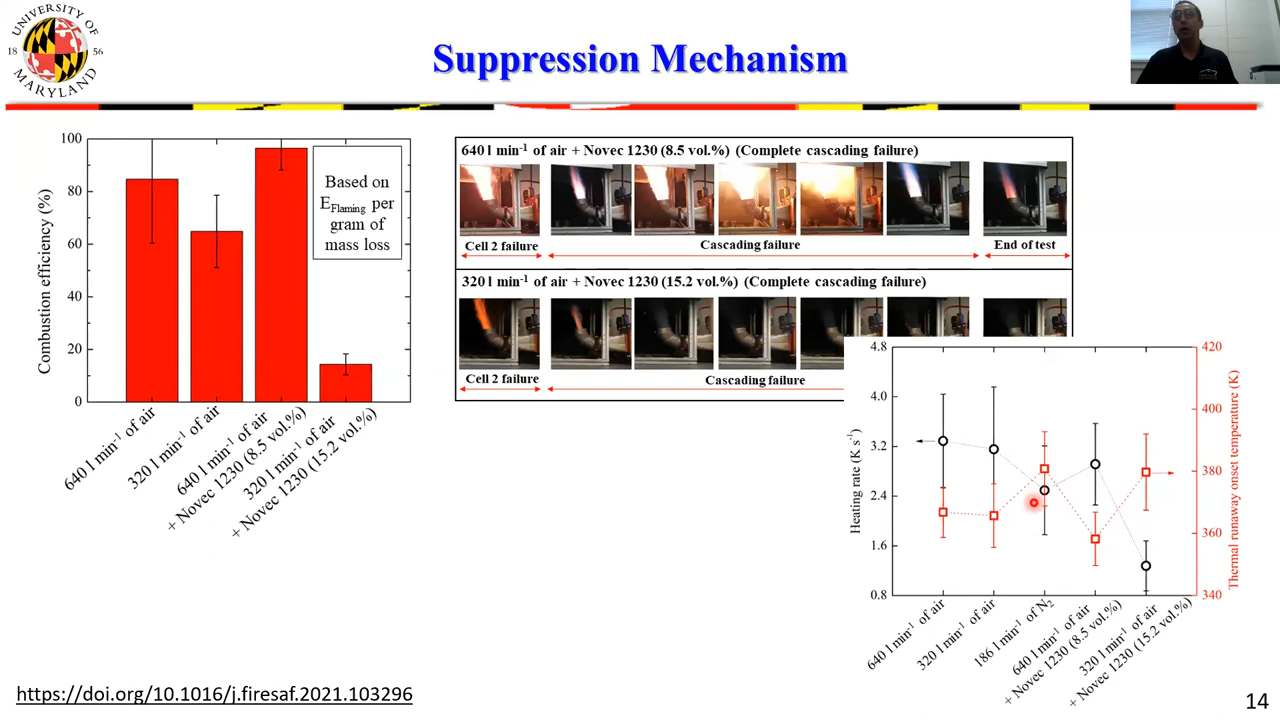 UNIVERSITY OF
18 56
MARYLAND
Suppression Mechanism
Combustion efficiency (%)
100
80
60
40
20
0
Based on
E_Flaming per
gram of
mass loss
640 l min⁻¹ of air
320 l min⁻¹ of air
640 l min⁻¹ of air
+ Novec 1230 (8.5 vol.%)
320 l min⁻¹ of air
+ Novec 1230 (15.2 vol.%)
640 l min⁻¹ of air + Novec 1230 (8.5 vol.%) (Complete cascading failure)
Cell 2 failure
Cascading failure
End of test
320 l min⁻¹ of air + Novec 1230 (15.2 vol.%) (Complete cascading failure)
Cell 2 failure
Cascading failure
Heating rate (K s⁻¹)
4.8
4.0
3.2
2.4
1.6
0.8
420
400
380
360
340
Thermal runaway onset temperature (K)
640 l min⁻¹ of air
320 l min⁻¹ of air
186 l min⁻¹ of N₂
640 l min⁻¹ of air
+ Novec 1230 (8.5 vol.%)
320 l min⁻¹ of air
+ Novec 1230 (15.2 vol.%)
https://doi.org/10.1016/j.firesaf.2021.103296
14